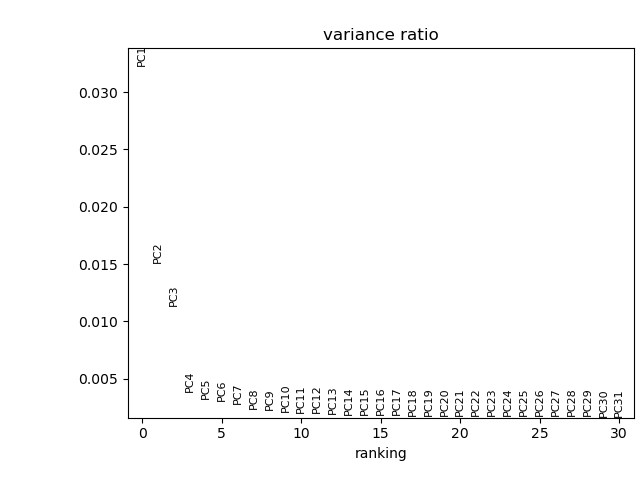 variance ratio
0.030
0.025
0.020
0.015
0.010
0.005
PC1
PC2
PC3
PC4
PC5
PC6
PC7
PC8
PC9
PC10
PC11
PC12
PC13
PC14
PC15
PC16
PC17
PC18
PC19
PC20
PC21
PC22
PC23
PC24
PC25
PC26
PC27
PC28
PC29
PC30
PC31
0 5 10 15 20 25 30
ranking